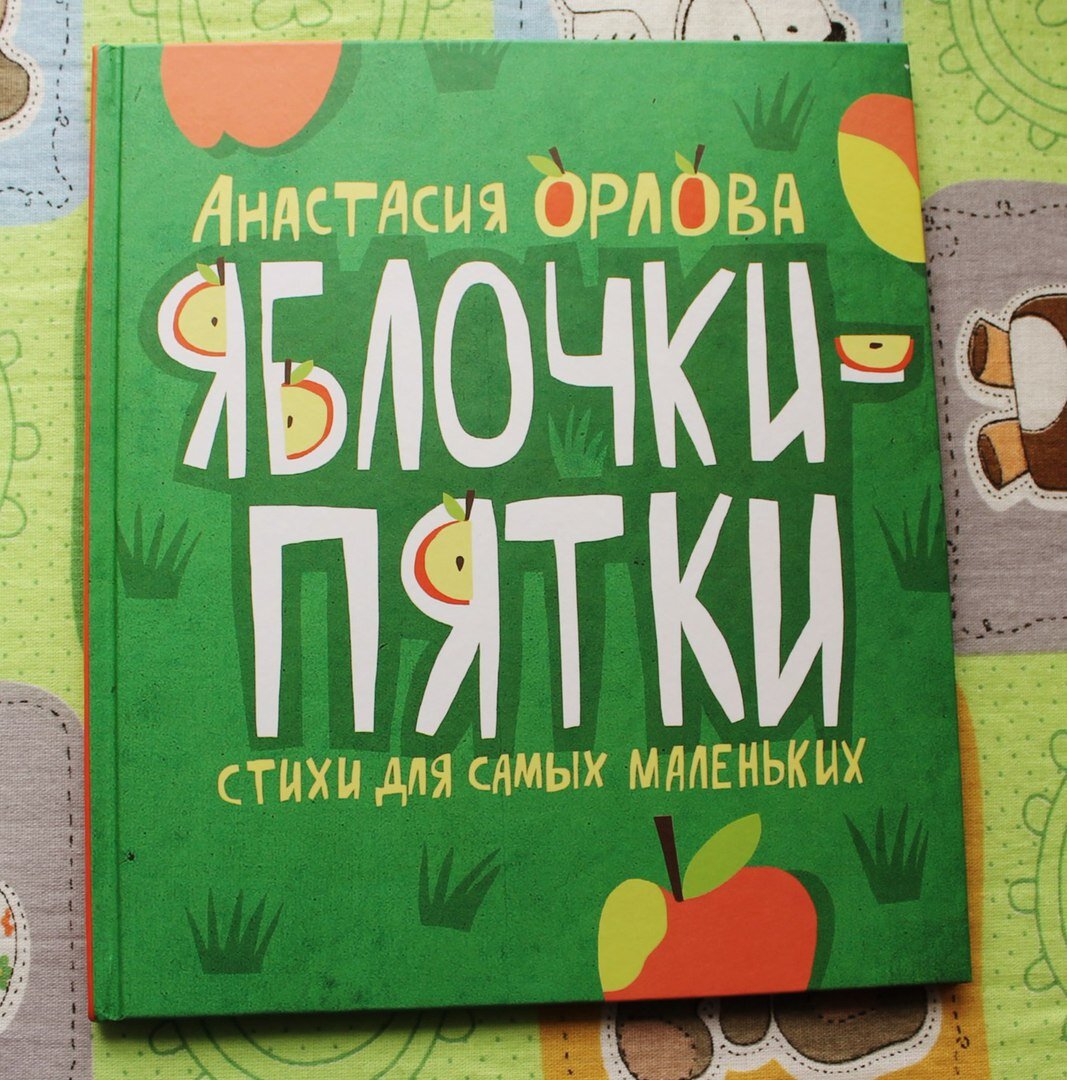 Анастасия Орлова
Яблочки-
пятки
стихи для самых маленьких